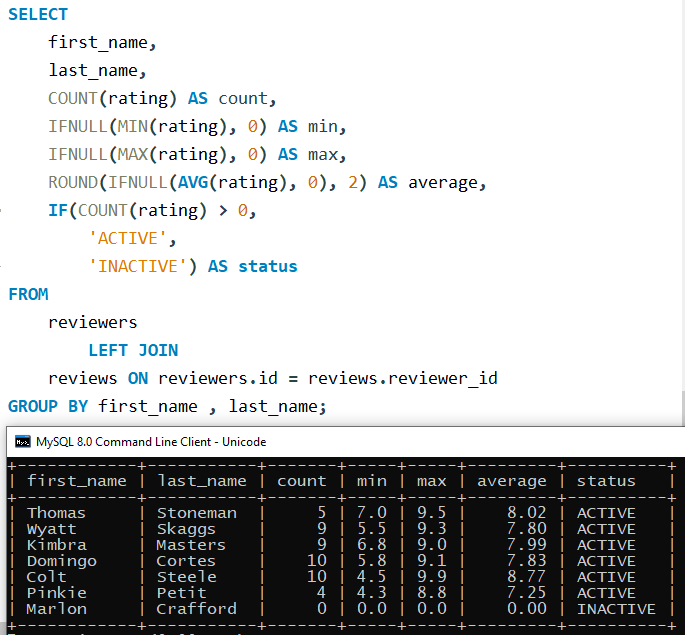 SELECT
first_name,
last_name,
COUNT(rating) AS count,
IFNULL(MIN(rating), 0) AS min,
IFNULL(MAX(rating), 0) AS max,
ROUND(IFNULL(AVG(rating), 0), 2) AS average,
IF(COUNT(rating) > 0,
'ACTIVE',
'INACTIVE') AS status
FROM
reviewers
LEFT JOIN
reviews ON reviewers.id = reviews.reviewer_id
GROUP BY first_name , last_name;
MySQL 8.0 Command Line Client - Unicode
+------------+-----------+-------+-----+-----+---------+----------+
| first_name | last_name | count | min | max | average | status   |
+------------+-----------+-------+-----+-----+---------+----------+
| Thomas     | Stoneman  |     5 | 7.0 | 9.5 |    8.02 | ACTIVE   |
| Wyatt      | Skaggs    |     9 | 5.5 | 9.3 |    7.80 | ACTIVE   |
| Kimbra     | Masters   |     9 | 6.8 | 9.0 |    7.99 | ACTIVE   |
| Domingo    | Cortes    |    10 | 5.8 | 9.1 |    7.83 | ACTIVE   |
| Colt       | Steele    |    10 | 4.5 | 9.9 |    8.77 | ACTIVE   |
| Pinkie     | Petit     |     4 | 4.3 | 8.8 |    7.25 | ACTIVE   |
| Marlon     | Crafford  |     0 | 0.0 | 0.0 |    0.00 | INACTIVE |
+------------+-----------+-------+-----+-----+---------+----------+